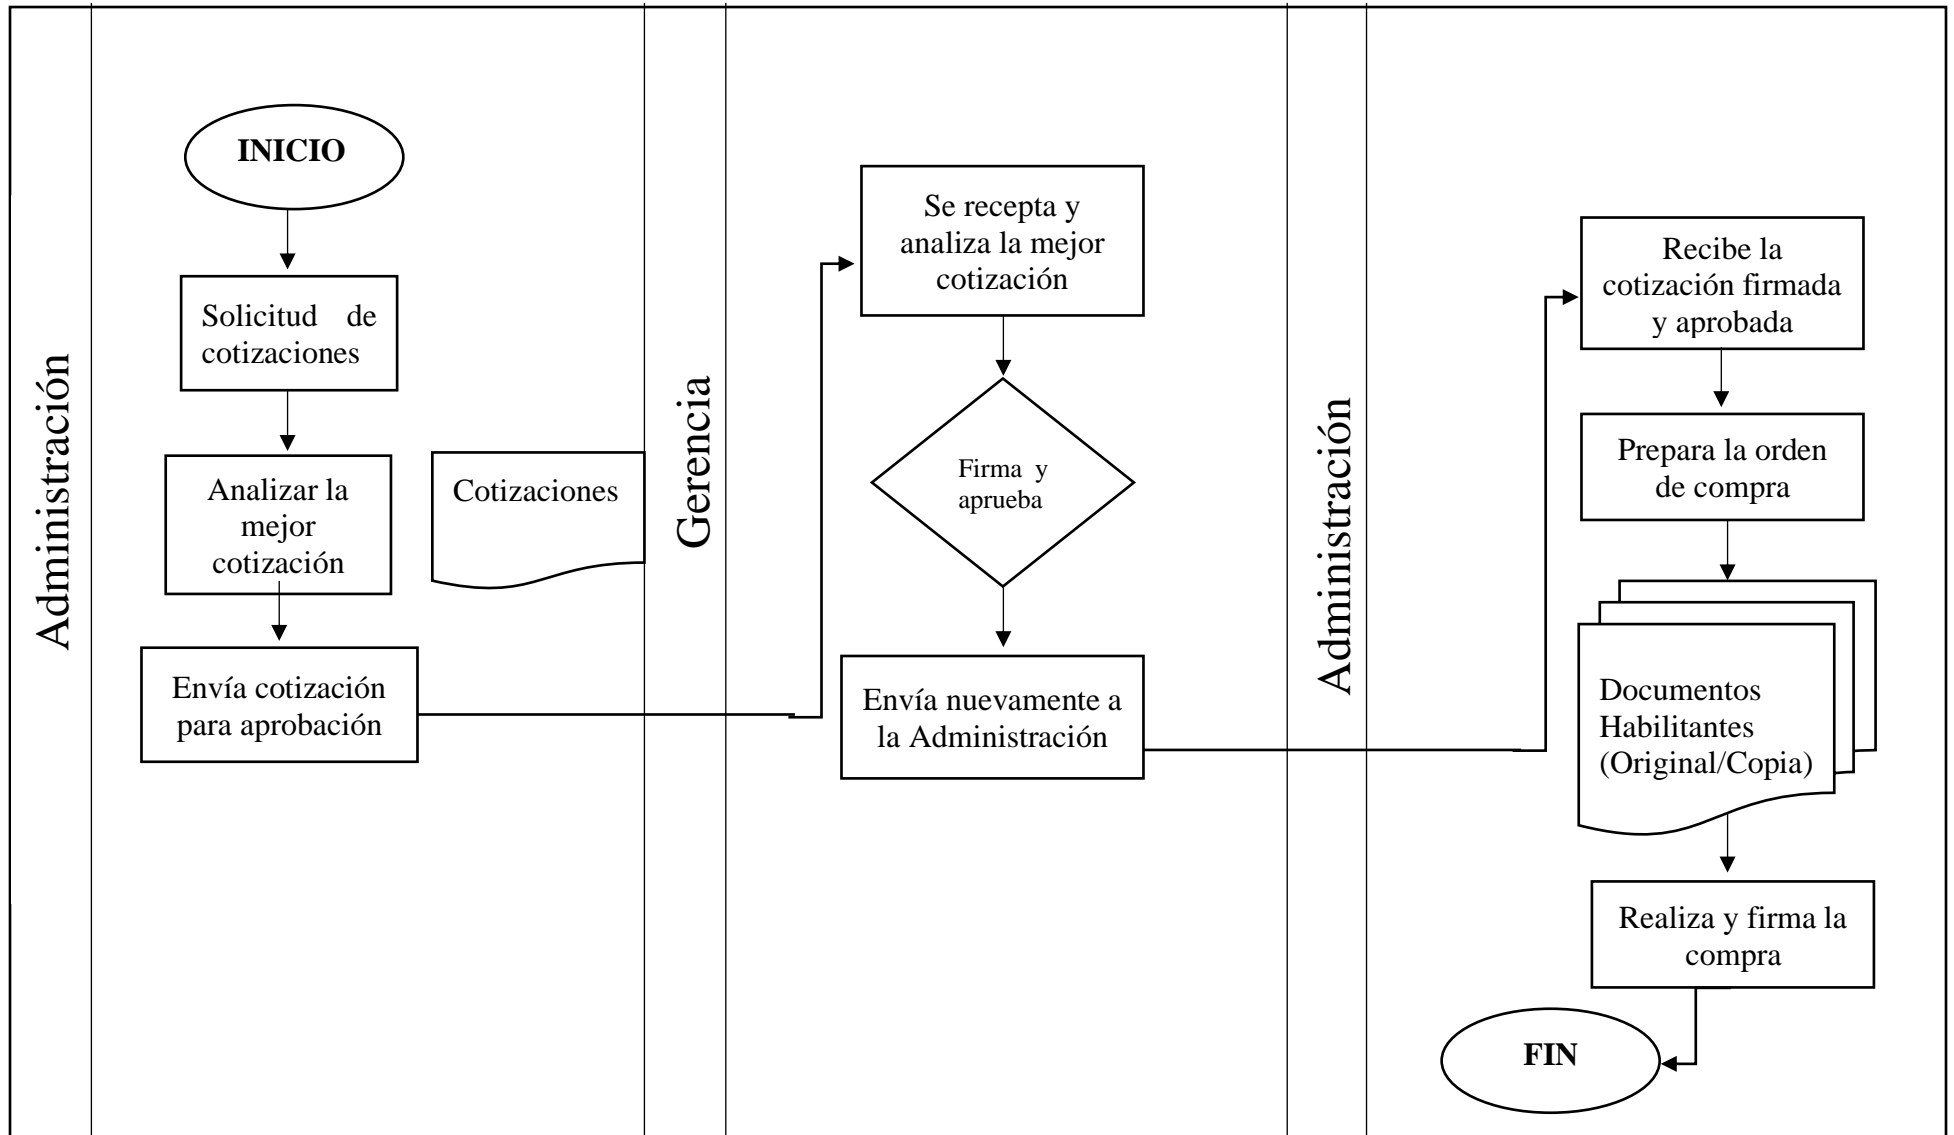 Administración
INICIO
Solicitud de
cotizaciones
Analizar la
mejor
cotización
Cotizaciones
Envía cotización
para aprobación
Gerencia
Se recepta y
analiza la mejor
cotización
Firma y
aprueba
Envía nuevamente a
la Administración
Administración
Recibe la
cotización firmada
y aprobada
Prepara la orden
de compra
Documentos
Habilitantes
(Original/Copia)
Realiza y firma la
compra
FIN